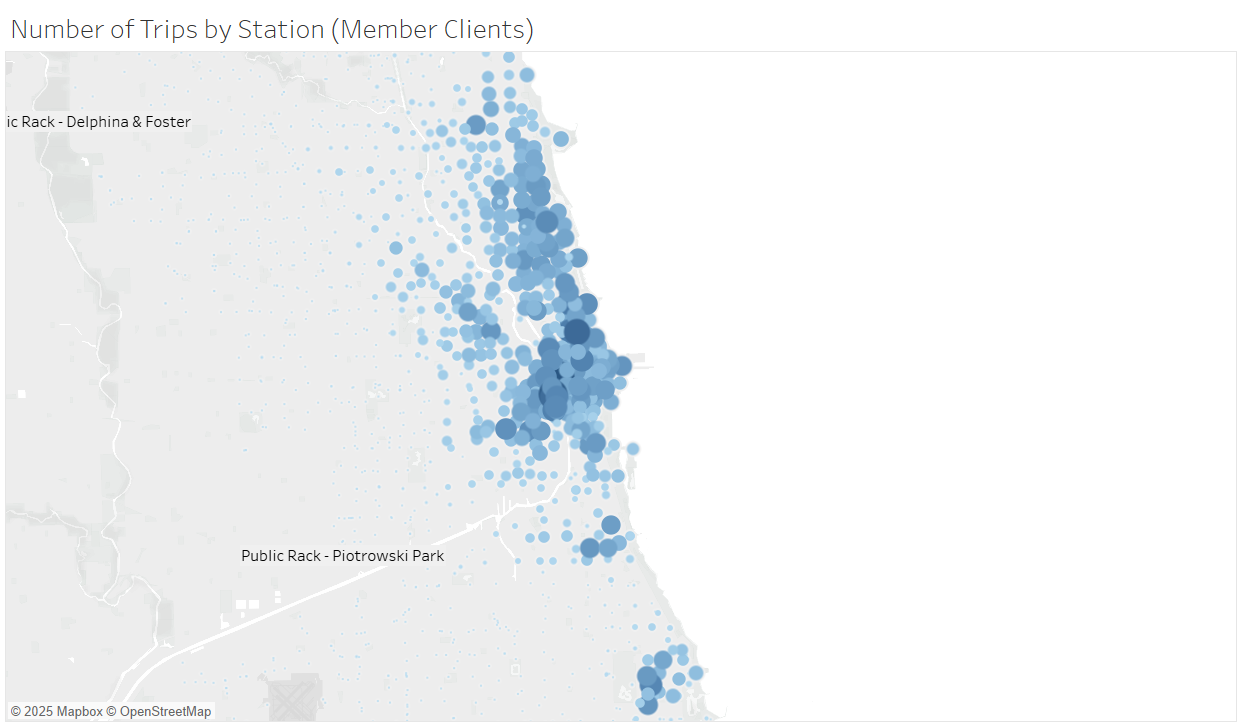 Number of Trips by Station (Member Clients)
ic Rack - Delphina & Foster
Public Rack - Piotrowski Park
© 2025 Mapbox © OpenStreetMap